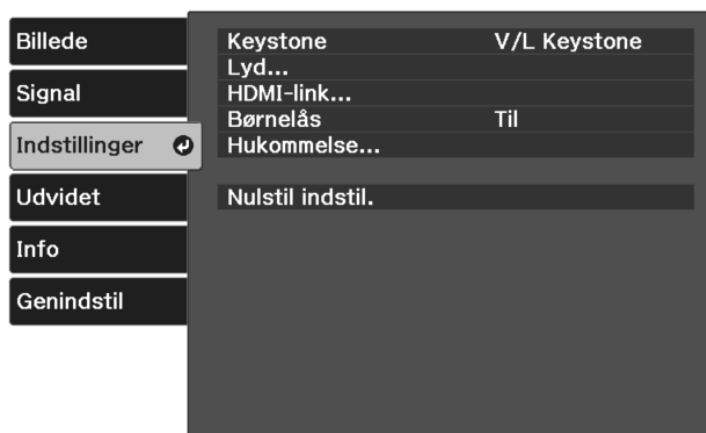 Billede
Signal
Indstillinger
Udvidet
Info
Genindstil
Keystone V/L Keystone
Lyd...
HDMI-link...
Børnelås Til
Hukommelse...
Nulstil indstil.